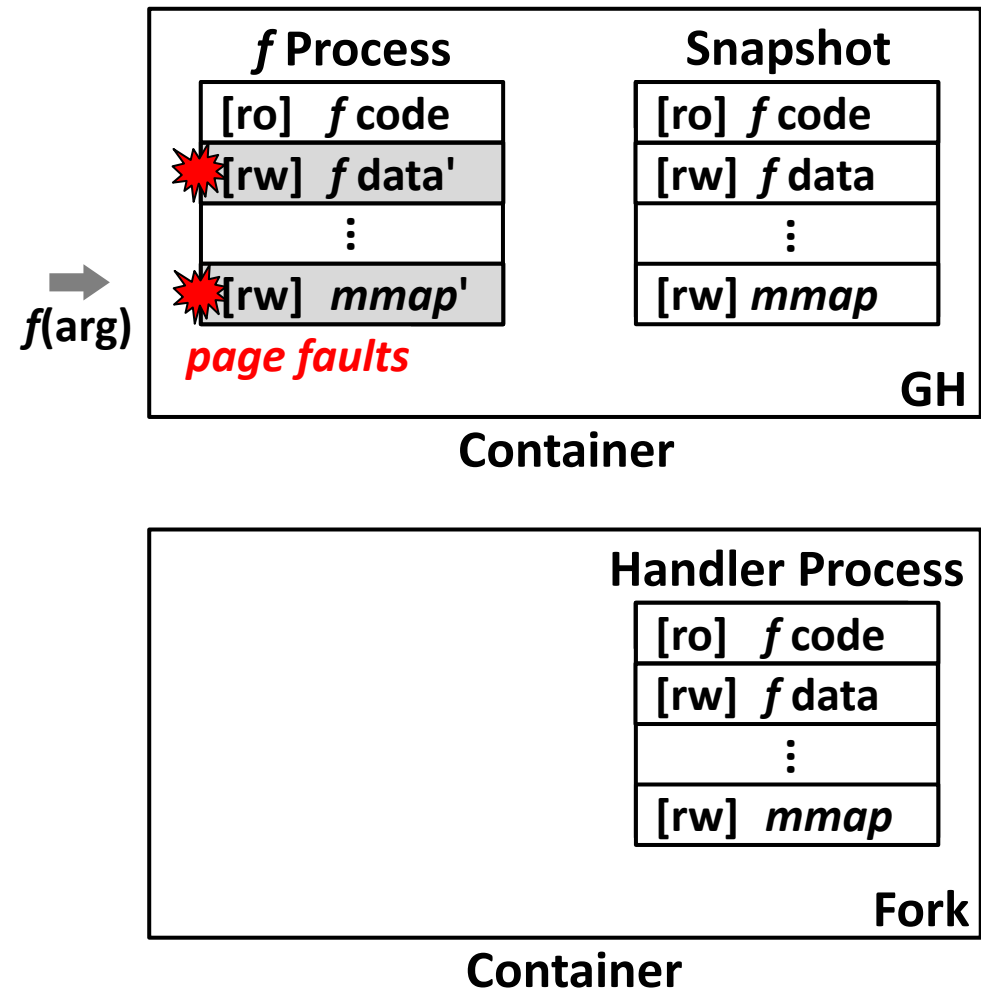 f Process
[ro] f code
[rw] f data'
⋮
[rw] mmap'
page faults
f(arg)
Snapshot
[ro] f code
[rw] f data
⋮
[rw] mmap
GH
Container
Handler Process
[ro] f code
[rw] f data
⋮
[rw] mmap
Fork
Container